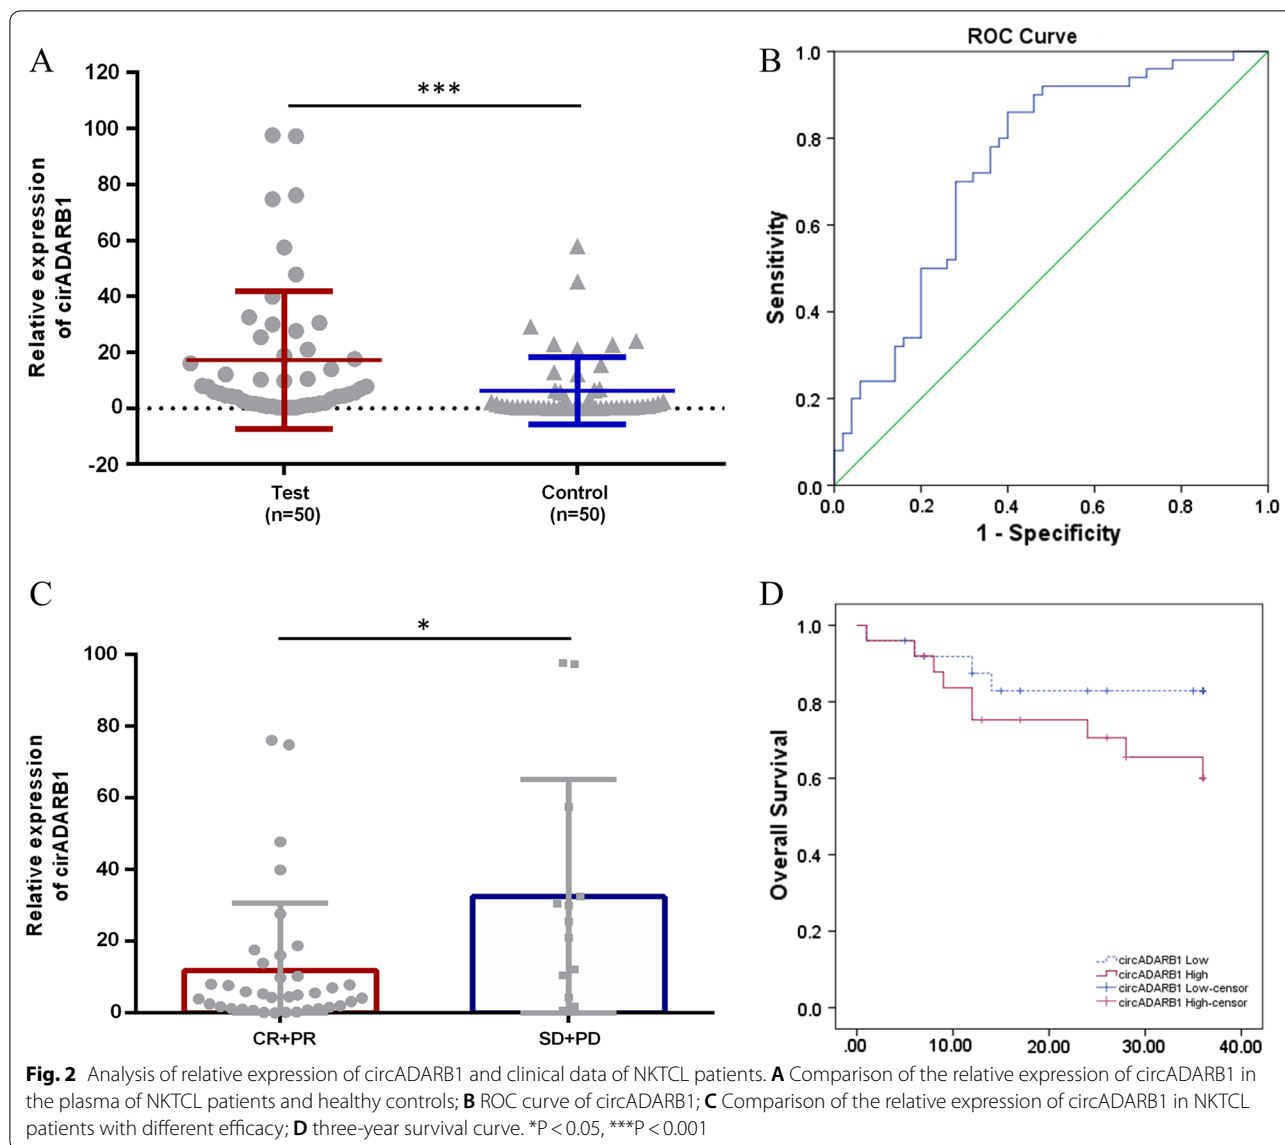 A
Relative expression
of cirADARB1
120
100
80
60
40
20
0
-20
***
Test
(n=50)
Control
(n=50)
B
ROC Curve
Sensitivity
1.0
0.8
0.6
0.4
0.2
0.0
0.0 0.2 0.4 0.6 0.8 1.0
1 - Specificity
C
Relative expression
of cirADARB1
100
80
60
40
20
0
*
CR+PR
SD+PD
D
Overall Survival
1.0
0.8
0.6
0.4
0.2
0.0
circADARB1 Low
circADARB1 High
circADARB1 Low-censor
circADARB1 High-censor
.00 10.00 20.00 30.00 40.00
Fig. 2 Analysis of relative expression of circADARB1 and clinical data of NKTCL patients. A Comparison of the relative expression of circADARB1 in
the plasma of NKTCL patients and healthy controls; B ROC curve of circADARB1; C Comparison of the relative expression of circADARB1 in NKTCL
patients with different efficacy; D three-year survival curve. *P < 0.05, ***P < 0.001